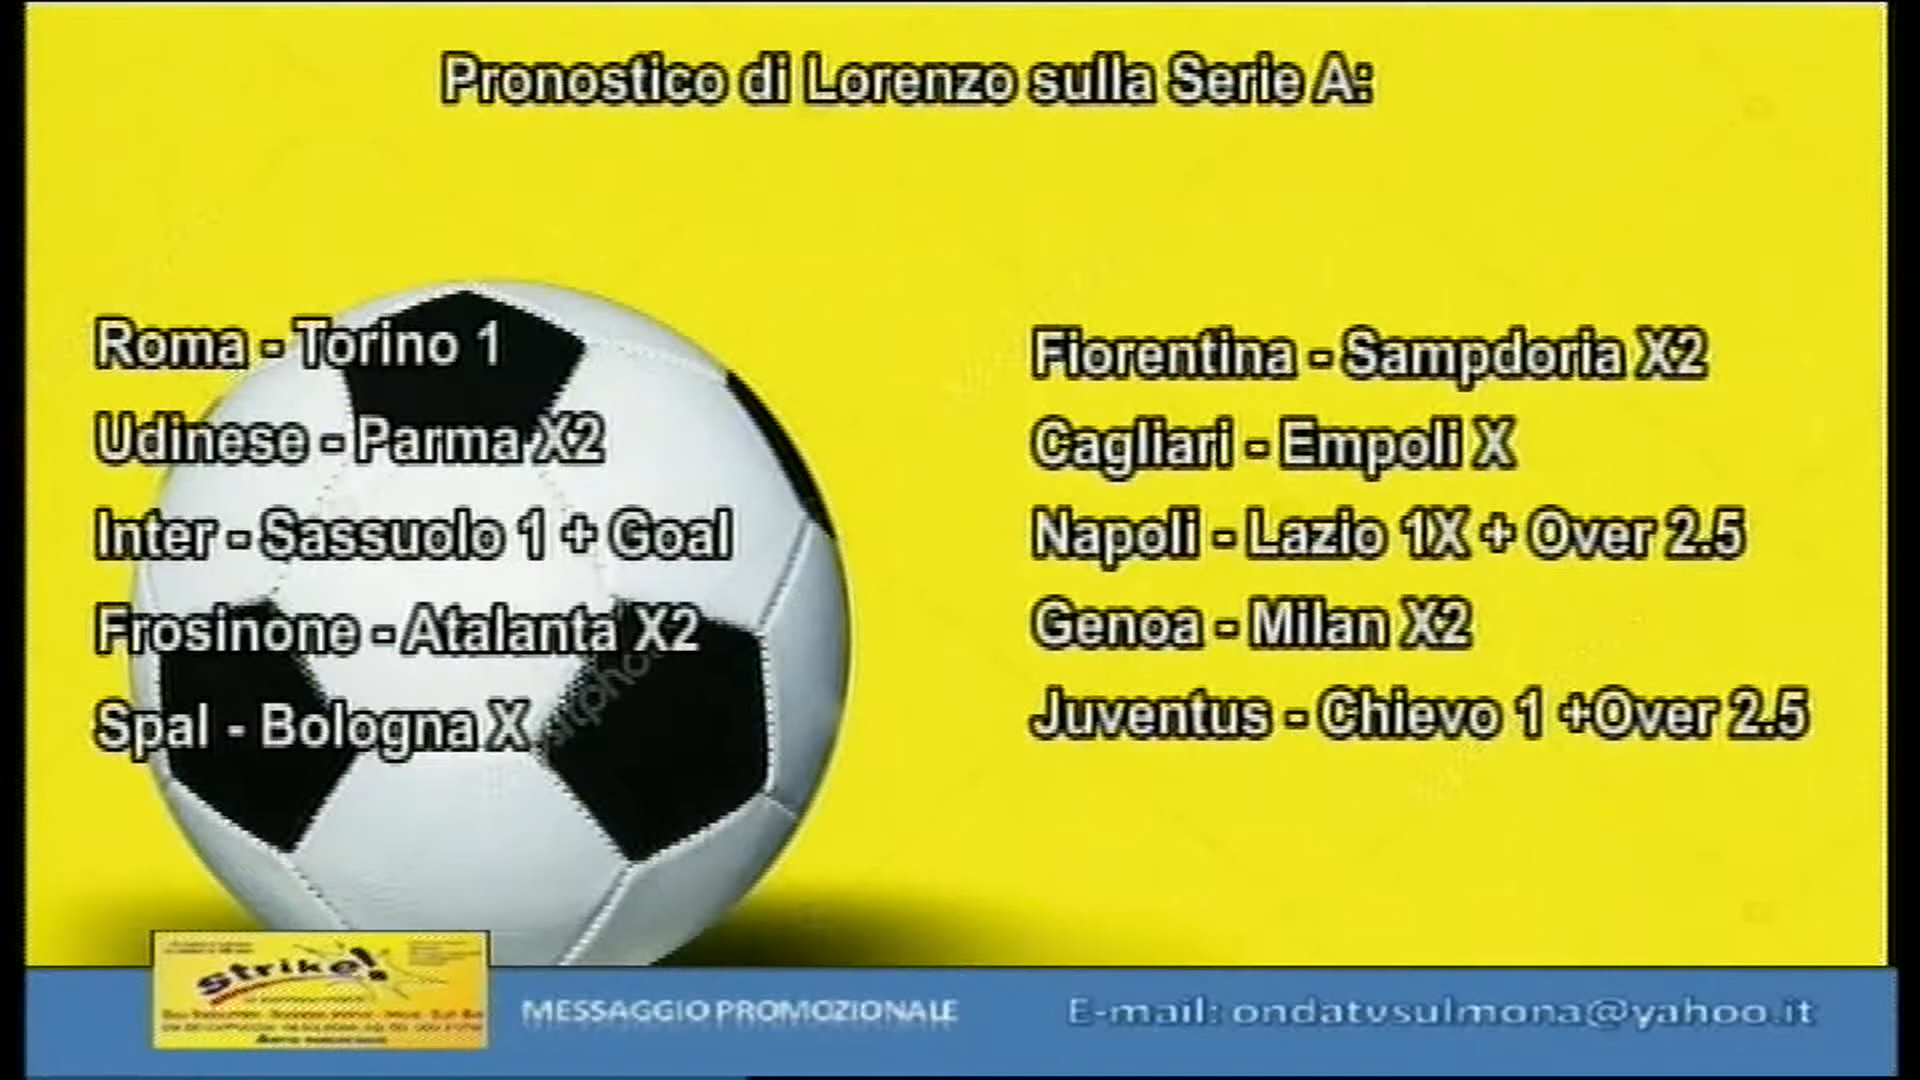 Pronostico di Lorenzo sulla Serie A:
Roma - Torino 1
Udinese - Parma X2
Inter - Sassuolo 1 + Goal
Frosinone - Atalanta X2
Spal - Bologna X
Fiorentina - Sampdoria X2
Cagliari - Empoli X
Napoli - Lazio 1X + Over 2.5
Genoa - Milan X2
Juventus - Chievo 1 +Over 2.5
strike!
MESSAGGIO PROMOZIONALE
E-mail: ondatvsulmona@yahoo.it